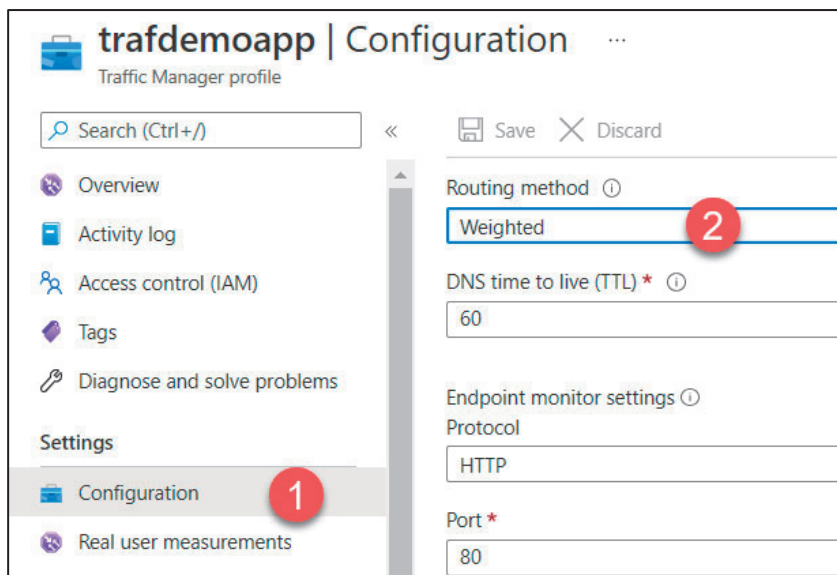 trafdemoapp | Configuration ...
Traffic Manager profile
Search (Ctrl+/)
«
Overview
Activity log
Access control (IAM)
Tags
Diagnose and solve problems
Settings
Configuration
1
Real user measurements
Save
Discard
Routing method
Weighted
2
DNS time to live (TTL) *
60
Endpoint monitor settings
Protocol
HTTP
Port *
80